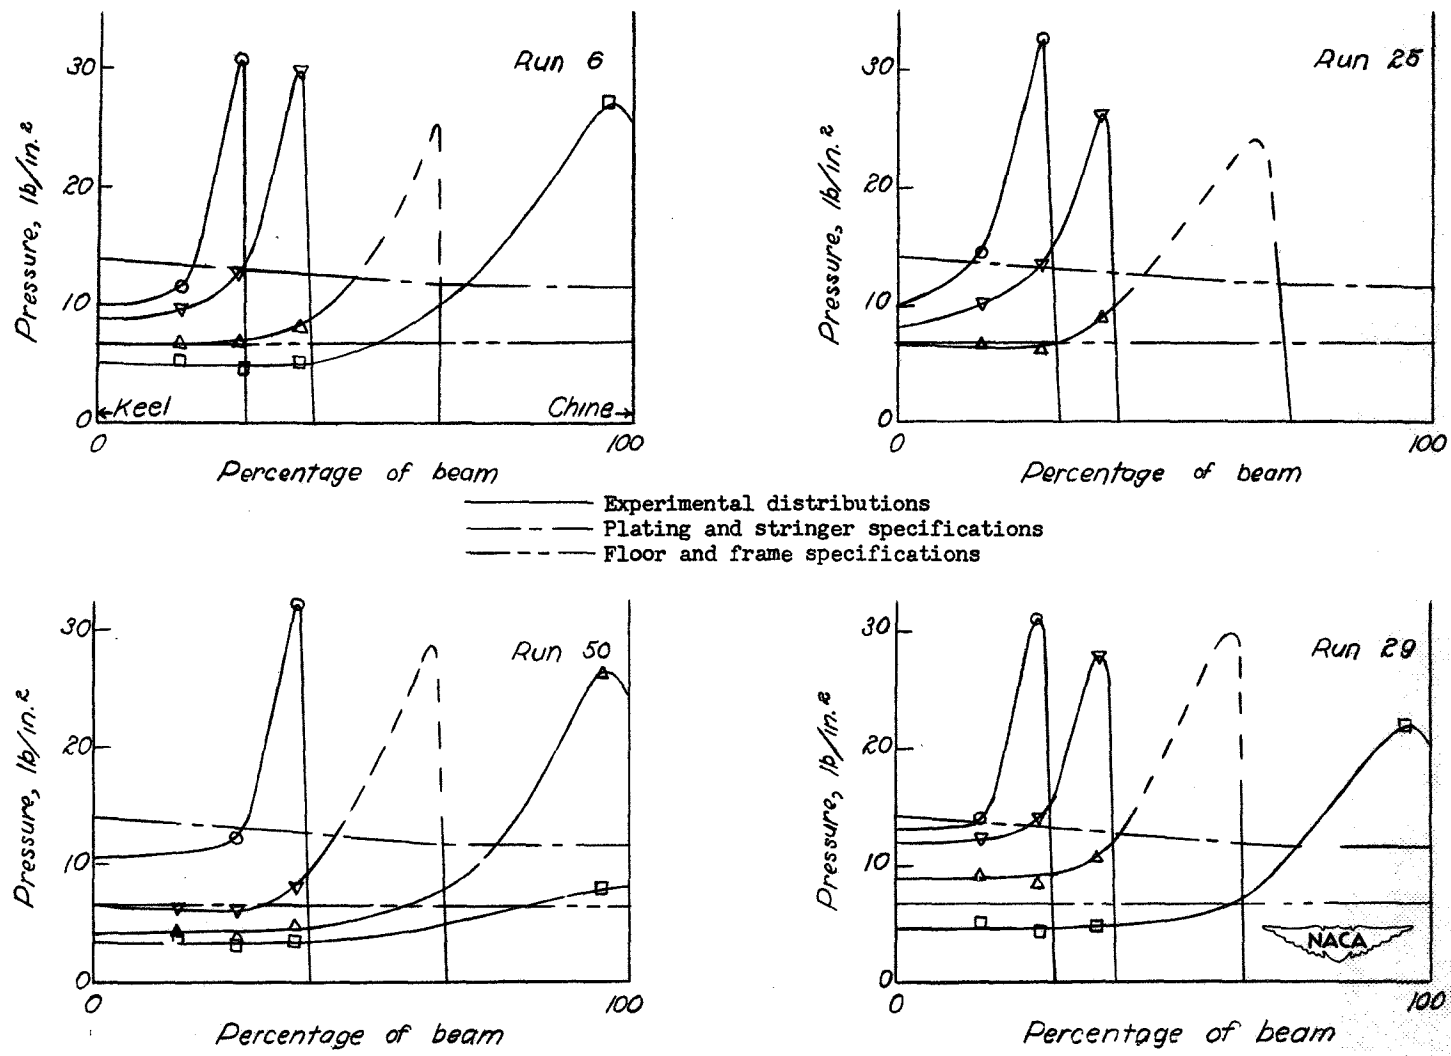 Run 6
Pressure, lb/in.²
30
20
10
0
←Keel
Chine→
0
100
Percentage of beam
Run 25
Pressure, lb/in.²
30
20
10
0
0
100
Percentage of beam
Experimental distributions
Plating and stringer specifications
Floor and frame specifications
Run 50
Pressure, lb/in.²
30
20
10
0
0
100
Percentage of beam
Run 29
Pressure, lb/in.²
30
20
10
0
NACA
0
100
Percentage of beam